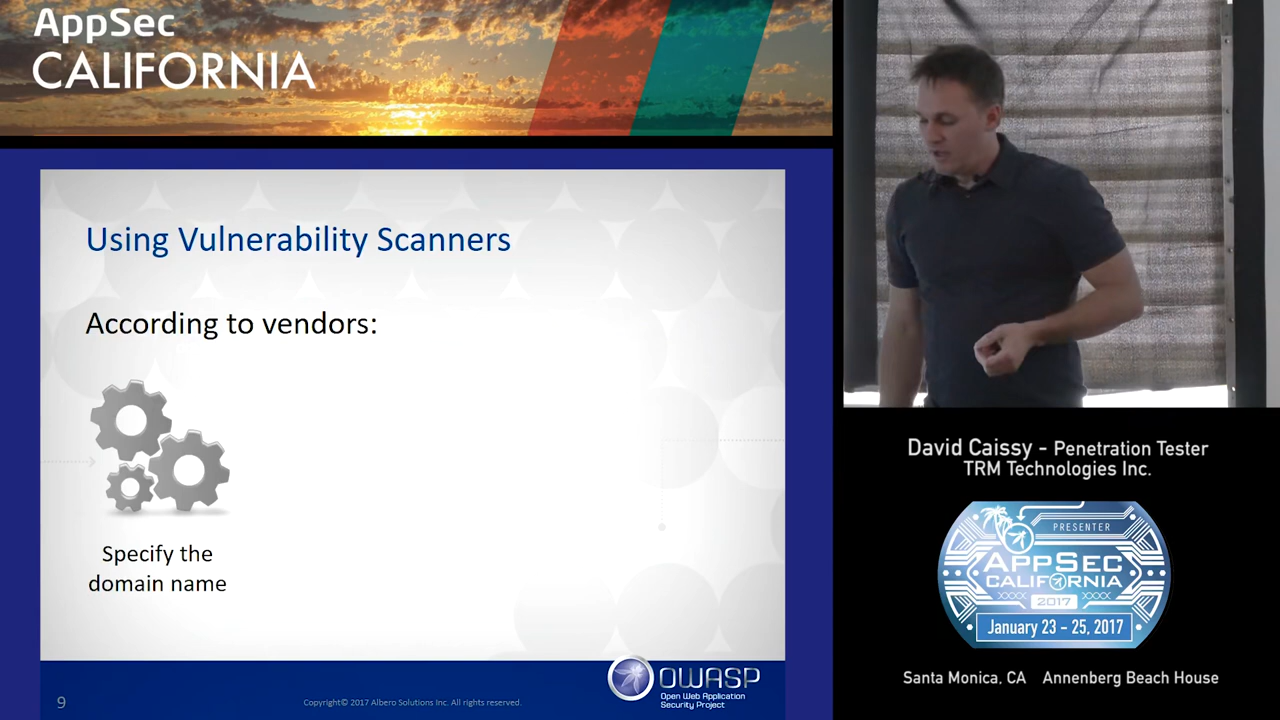 AppSec
CALIFORNIA
Using Vulnerability Scanners
According to vendors:
Specify the
domain name
9
Copyright© 2017 Albero Solutions Inc. All rights reserved.
OWASP
Open Web Application
Security Project
David Caissy - Penetration Tester
TRM Technologies Inc.
PRESENTER
APPSEC
CALIFORNIA
2017
January 23 - 25, 2017
Santa Monica, CA Annenberg Beach House